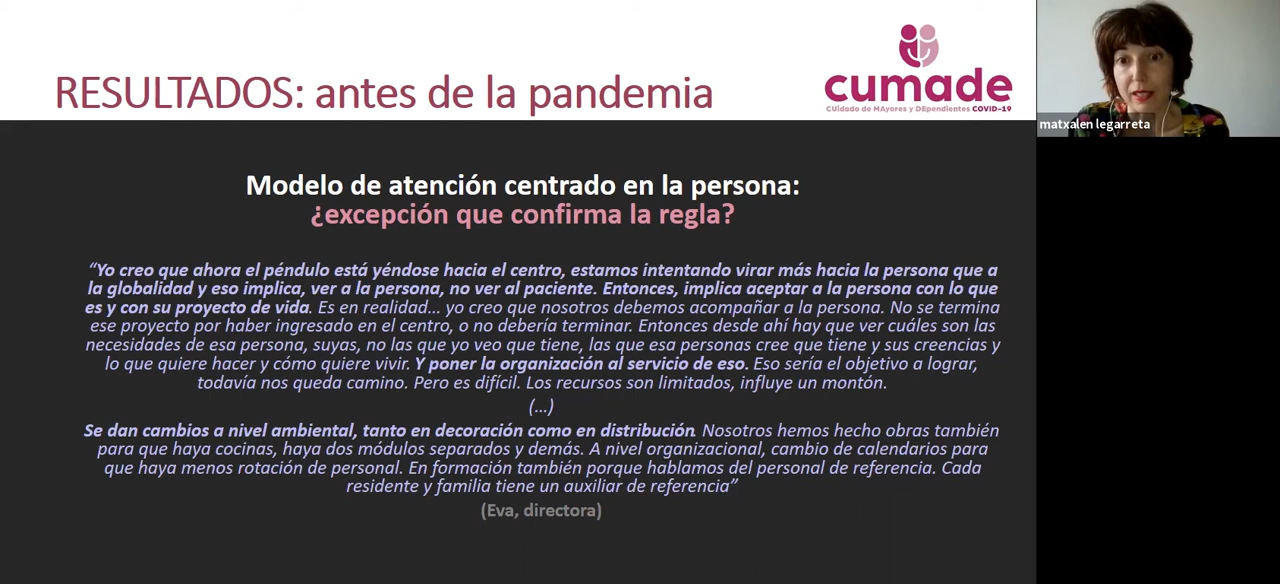 RESULTADOS: antes de la pandemia
cumade
CUidado de MAyores y DEpendientes COVID-19
matxalen legarreta
Modelo de atención centrado en la persona:
¿excepción que confirma la regla?
“Yo creo que ahora el péndulo está yéndose hacia el centro, estamos intentando virar más hacia la persona que a
la globalidad y eso implica, ver a la persona, no ver al paciente. Entonces, implica aceptar a la persona con lo que
es y con su proyecto de vida. Es en realidad... yo creo que nosotros debemos acompañar a la persona. No se termina
ese proyecto por haber ingresado en el centro, o no debería terminar. Entonces desde ahí hay que ver cuáles son las
necesidades de esa persona, suyas, no las que yo veo que tiene, las que esa personas cree que tiene y sus creencias y
lo que quiere hacer y cómo quiere vivir. Y poner la organización al servicio de eso. Eso sería el objetivo a lograr,
todavía nos queda camino. Pero es difícil. Los recursos son limitados, influye un montón.
(...)
Se dan cambios a nivel ambiental, tanto en decoración como en distribución. Nosotros hemos hecho obras también
para que haya cocinas, haya dos módulos separados y demás. A nivel organizacional, cambio de calendarios para
que haya menos rotación de personal. En formación también porque hablamos del personal de referencia. Cada
residente y familia tiene un auxiliar de referencia”
(Eva, directora)